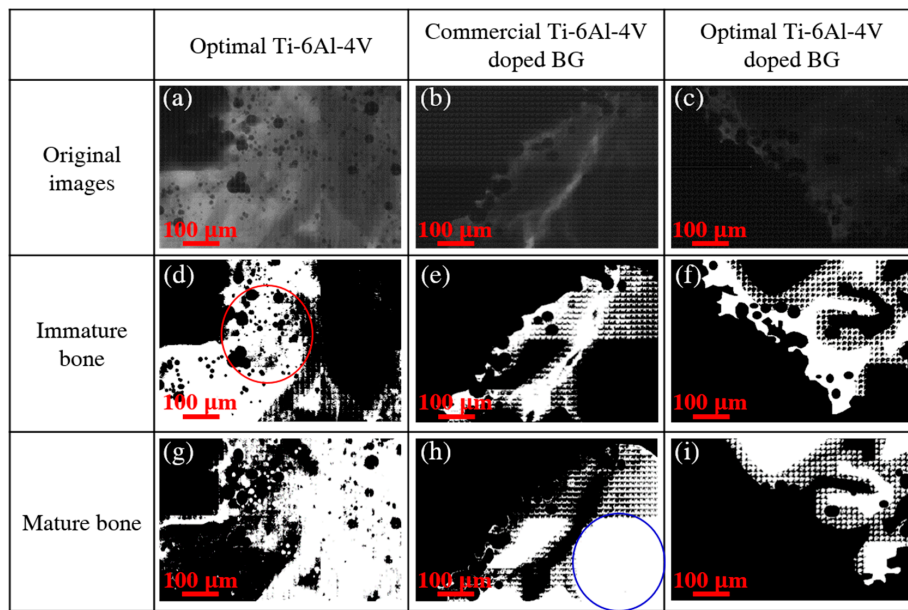 Optimal Ti-6Al-4V
Commercial Ti-6Al-4V
doped BG
Optimal Ti-6Al-4V
doped BG
Original
images
(a)
100 μm
(b)
100 μm
(c)
100 μm
Immature
bone
(d)
100 μm
(e)
100 μm
(f)
100 μm
Mature bone
(g)
100 μm
(h)
100 μm
(i)
100 μm